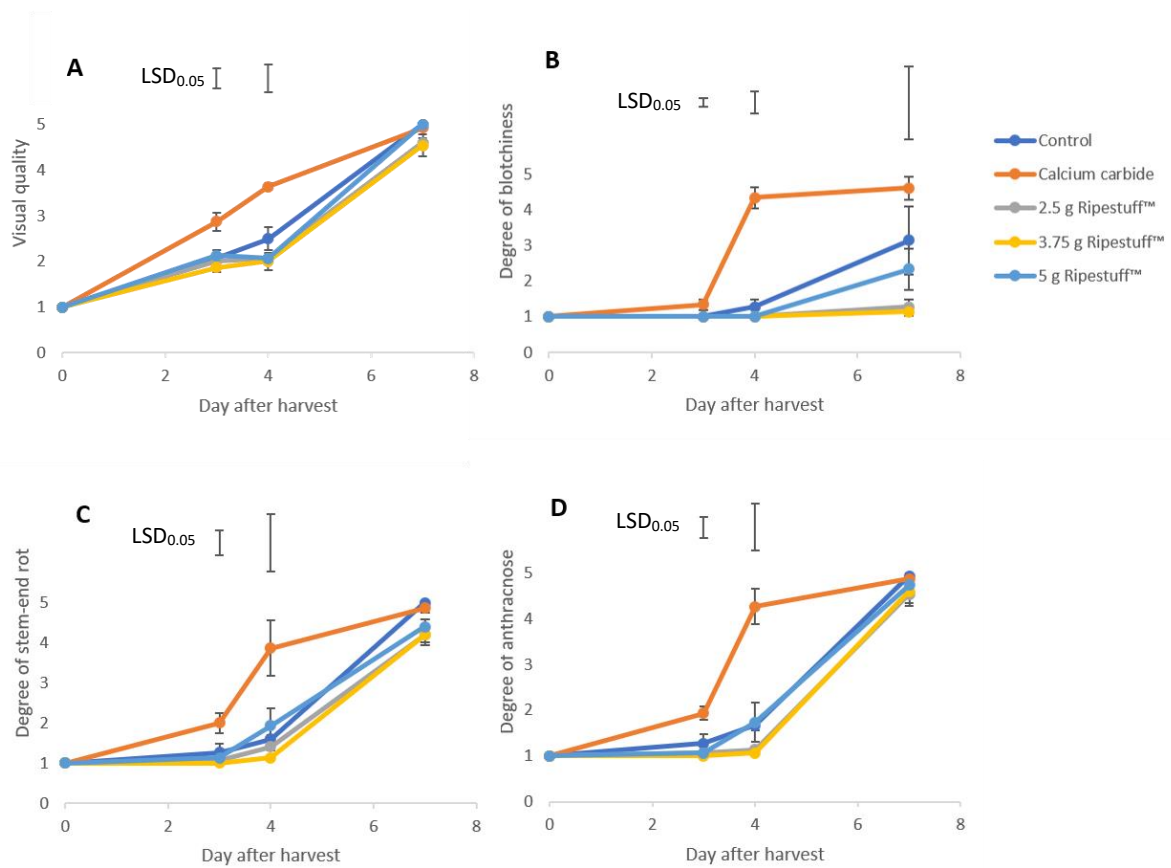 A
LSD0.05
Visual quality
5
4
3
2
1
0
0 2 4 6 8
Day after harvest
B
LSD0.05
Degree of blotchiness
5
4
3
2
1
0
0 2 4 6 8
Day after harvest
Control
Calcium carbide
2.5 g Ripestuff™
3.75 g Ripestuff™
5 g Ripestuff™
C
LSD0.05
Degree of stem-end rot
5
4
3
2
1
0
0 2 4 6 8
Day after harvest
D
LSD0.05
Degree of anthracnose
5
4
3
2
1
0
0 2 4 6 8
Day after harvest